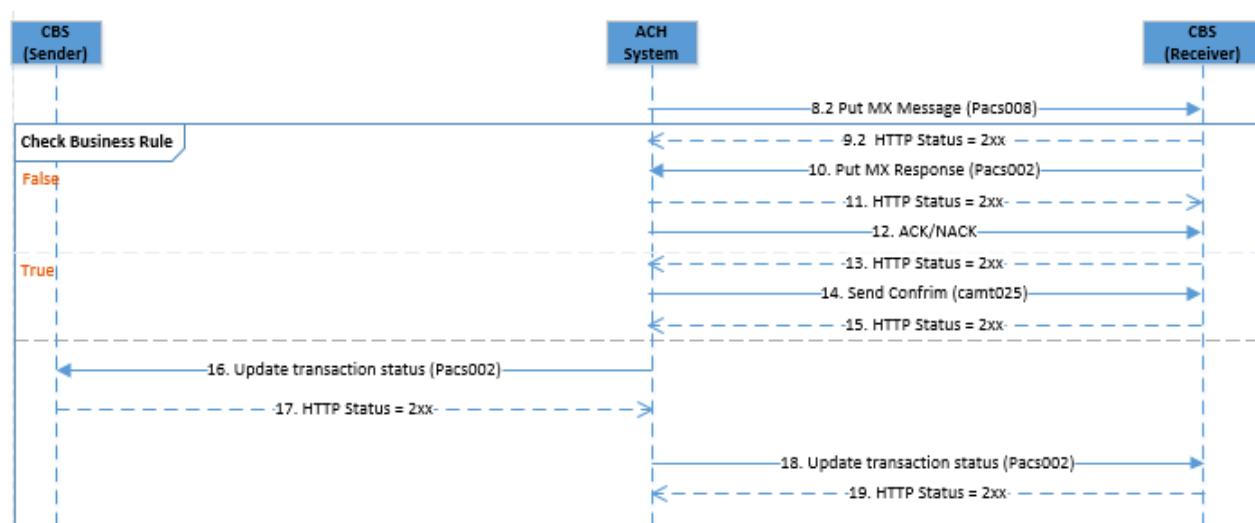 CBS
(Sender)
ACH
System
CBS
(Receiver)
8.2 Put MX Message (Pacs008)
Check Business Rule
9.2 HTTP Status = 2xx
False
10. Put MX Response (Pacs002)
11. HTTP Status = 2xx
12. ACK/NACK
True
13. HTTP Status = 2xx
14. Send Confrim (camt025)
15. HTTP Status = 2xx
16. Update transaction status (Pacs002)
17. HTTP Status = 2xx
18. Update transaction status (Pacs002)
19. HTTP Status = 2xx